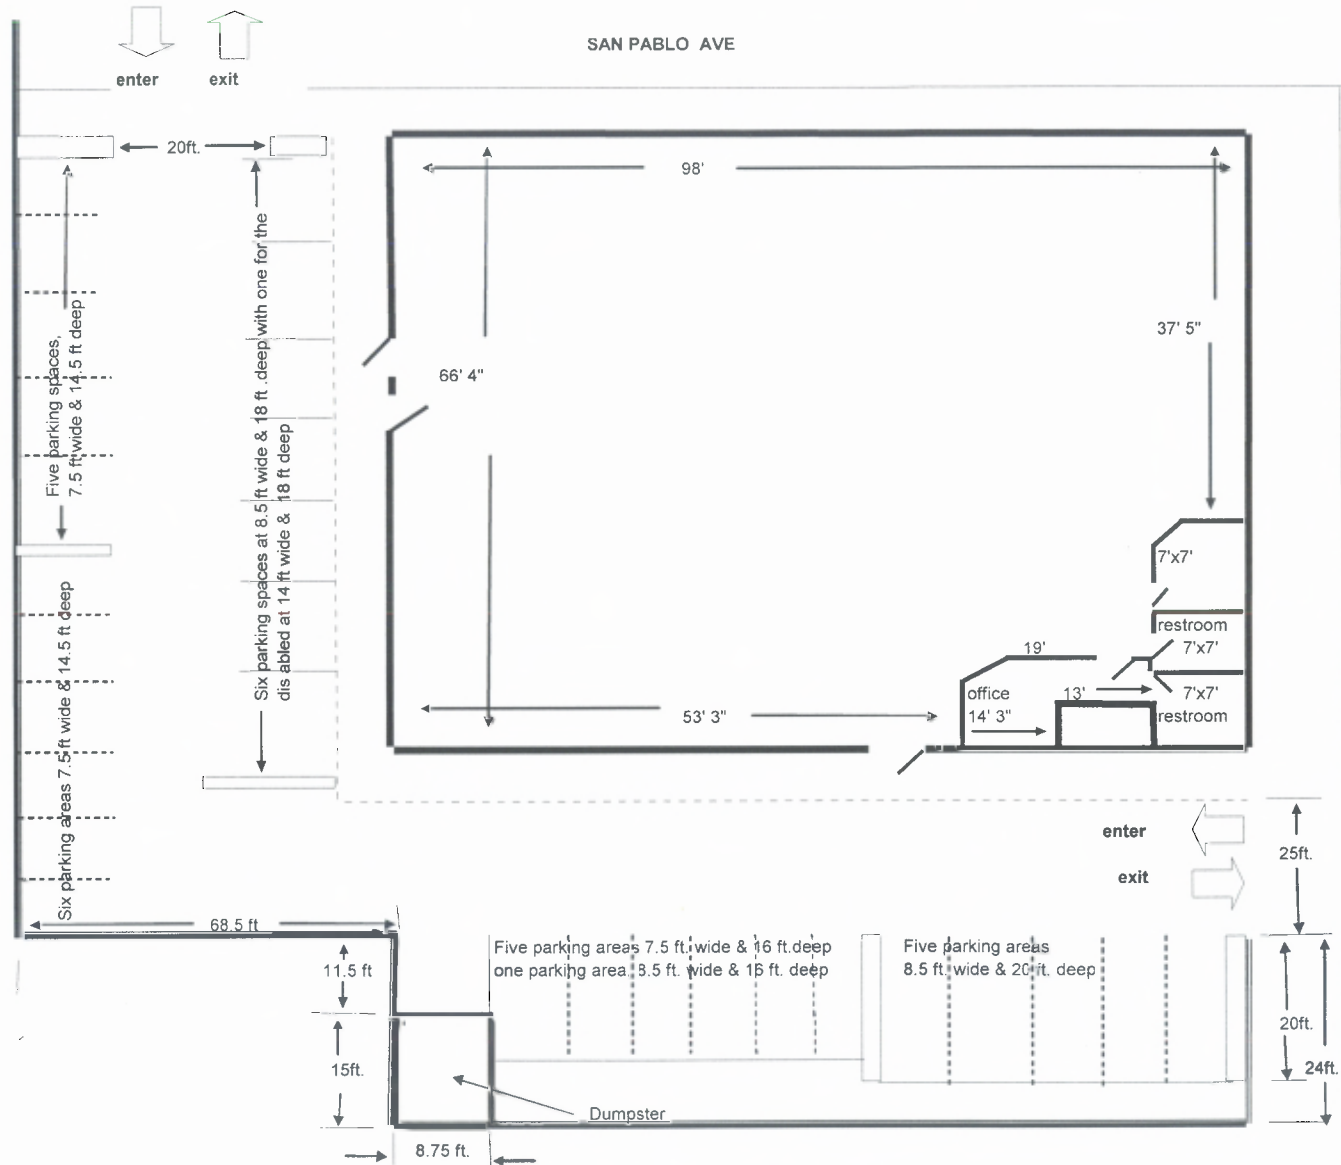 SAN PABLO AVE
enter
exit
20ft.
98'
Five parking spaces,
7.5 ft wide & 14.5 ft deep
Six parking spaces at 8.5 ft wide & 18 ft .deep with one for the
dis abled at 14 ft wide & 18 ft deep
66' 4"
37' 5"
7'x7'
restroom
7'x7'
19'
office
13'
7'x7'
14' 3"
restroom
53' 3"
Six parking areas 7.5 ft wide & 14.5 ft deep
enter
exit
25ft.
68.5 ft
11.5 ft
Five parking areas 7.5 ft. wide & 16 ft.deep
one parking area 8.5 ft. wide & 16 ft. deep
Five parking areas
8.5 ft. wide & 20 ft. deep
20ft.
24ft.
15ft.
Dumpster
8.75 ft.